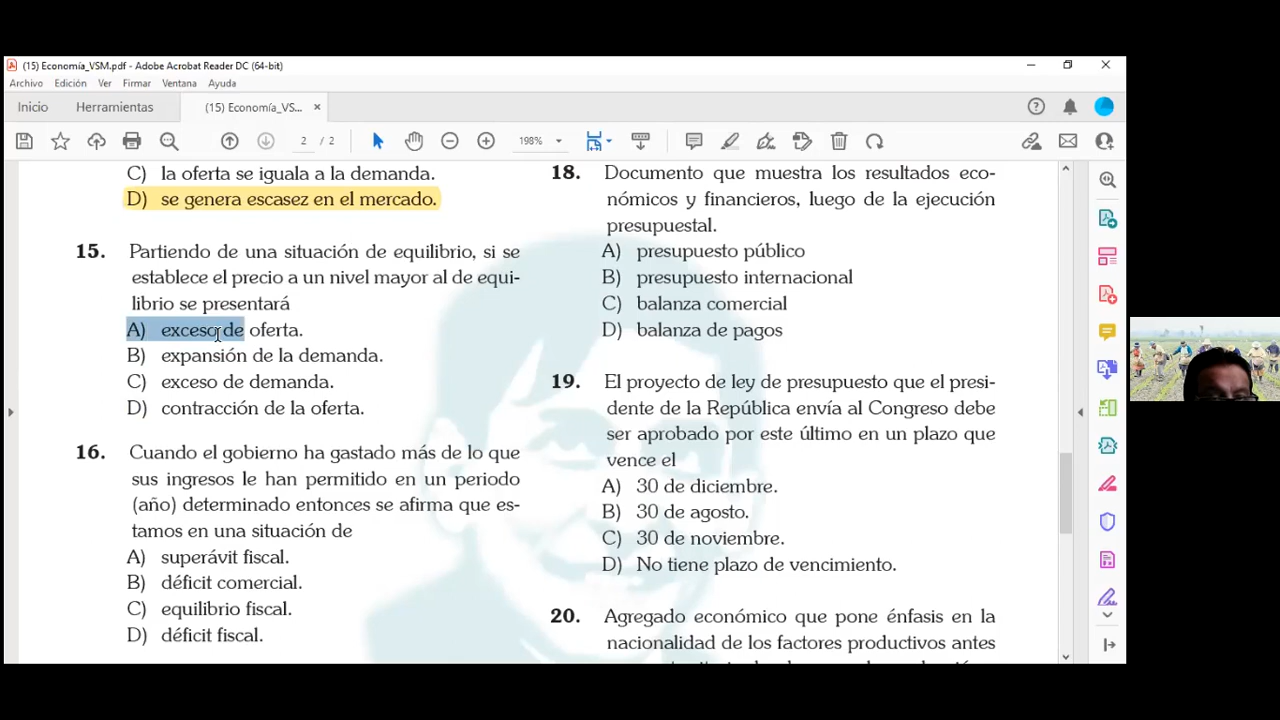 (15) Economía_VSM.pdf - Adobe Acrobat Reader DC (64-bit)
Archivo Edición Ver Firmar Ventana Ayuda
Inicio Herramientas (15) Economía_VS... ×
2 / 2 198%
C) la oferta se iguala a la demanda.
D) se genera escasez en el mercado.
15. Partiendo de una situación de equilibrio, si se
establece el precio a un nivel mayor al de equi-
librio se presentará
A) exceso de oferta.
B) expansión de la demanda.
C) exceso de demanda.
D) contracción de la oferta.
16. Cuando el gobierno ha gastado más de lo que
sus ingresos le han permitido en un periodo
(año) determinado entonces se afirma que es-
tamos en una situación de
A) superávit fiscal.
B) déficit comercial.
C) equilibrio fiscal.
D) déficit fiscal.
18. Documento que muestra los resultados eco-
nómicos y financieros, luego de la ejecución
presupuestal.
A) presupuesto público
B) presupuesto internacional
C) balanza comercial
D) balanza de pagos
19. El proyecto de ley de presupuesto que el presi-
dente de la República envía al Congreso debe
ser aprobado por este último en un plazo que
vence el
A) 30 de diciembre.
B) 30 de agosto.
C) 30 de noviembre.
D) No tiene plazo de vencimiento.
20. Agregado económico que pone énfasis en la
nacionalidad de los factores productivos antes